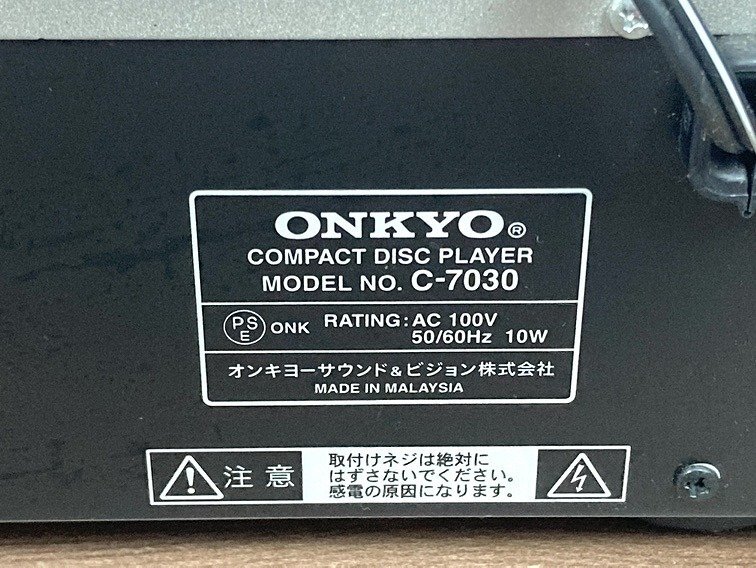 ONKYO®
COMPACT DISC PLAYER
MODEL NO. C-7030
PSE ONK RATING: AC 100V
50/60Hz 10W
オンキヨーサウンド&ビジョン株式会社
MADE IN MALAYSIA
注意
取付けネジは絶対に
はずさないでください。
感電の原因になります。